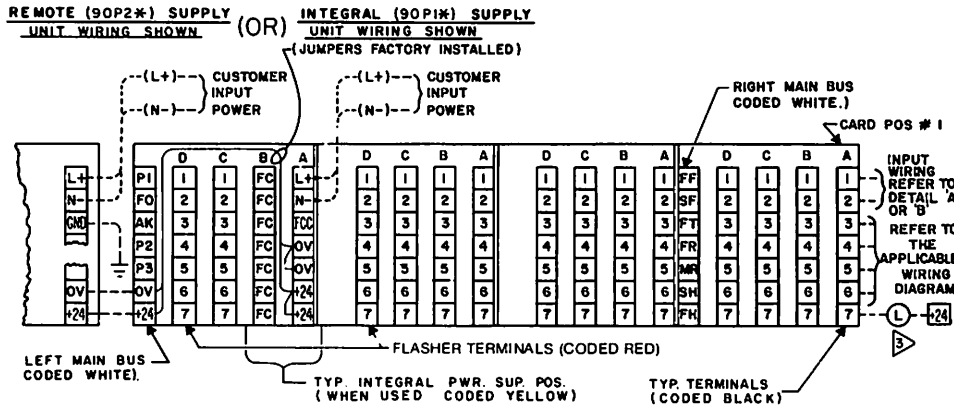 REMOTE (90P2*) SUPPLY
UNIT WIRING SHOWN
(OR)
INTEGRAL (90P1*) SUPPLY
UNIT WIRING SHOWN
(JUMPERS FACTORY INSTALLED)
(L+) CUSTOMER
INPUT
(N-) POWER
(L+) CUSTOMER
INPUT
(N-) POWER
RIGHT MAIN BUS
CODED WHITE.)
CARD POS # 1
D C B A D C B A D C B A D C B A
L+ P1 1 1 FC L+ 1 1 1 1 1 1 1 1 FF 1 1 1 1
N- FO 2 2 FC N- 2 2 2 2 2 2 2 2 SF 2 2 2 2
GND AK 3 3 FC FCC 3 3 3 3 3 3 3 3 FT 3 3 3 3
P2 4 4 FC OV 4 4 4 4 4 4 4 4 FR 4 4 4 4
P3 5 5 FC OV 5 5 5 5 5 5 5 5 MR 5 5 5 5
OV OV 6 6 FC +24 6 6 6 6 6 6 6 6 SH 6 6 6 6
+24 +24 7 7 FC +24 7 7 7 7 7 7 7 7 FH 7 7 7 7
L +24
3
INPUT
WIRING
REFER TO
DETAIL 'A'
OR 'B'
REFER TO
THE
APPLICABLE
WIRING
DIAGRAM
LEFT MAIN BUS
CODED WHITE).
FLASHER TERMINALS (CODED RED)
TYP. INTEGRAL PWR. SUP. POS.
(WHEN USED CODED YELLOW)
TYP. TERMINALS
(CODED BLACK)